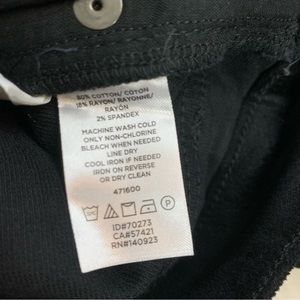 80% COTTON/ COTON
18% RAYON/ RAYONNE/
RAYÓN
2% SPANDEX
MACHINE WASH COLD
ONLY NON-CHLORINE
BLEACH WHEN NEEDED
LINE DRY
COOL IRON IF NEEDED
IRON ON REVERSE
OR DRY CLEAN
471600
P
ID#70273
CA#57421
RN#140923